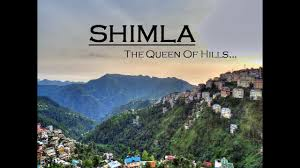 SHIMLA
THE QUEEN OF HILLS...